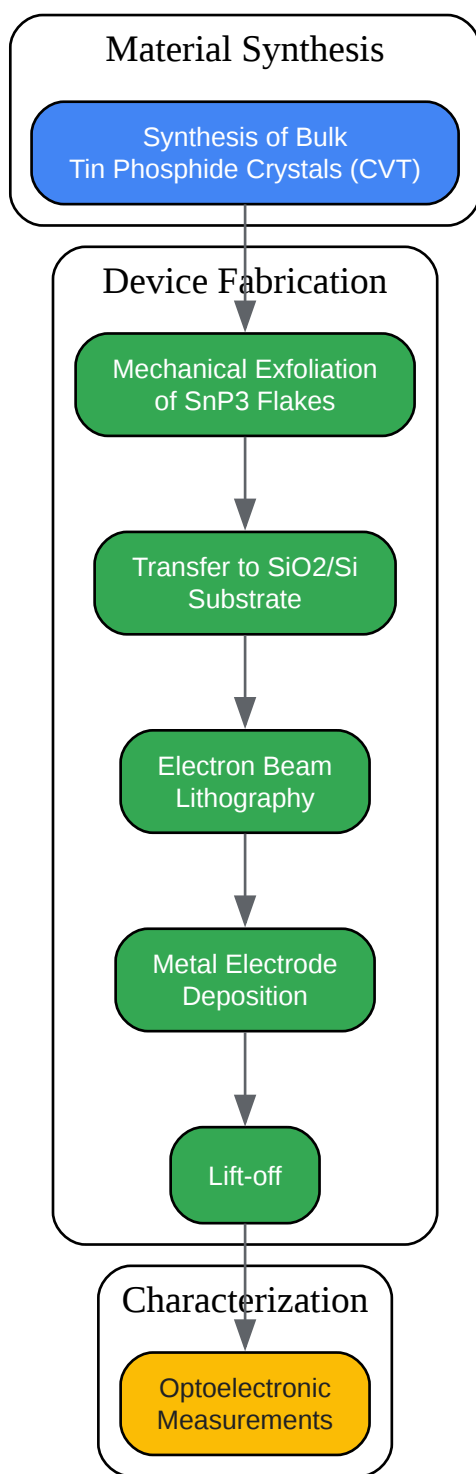 Material Synthesis
Synthesis of Bulk
Tin Phosphide Crystals (CVT)
Device Fabrication
Mechanical Exfoliation
of SnP3 Flakes
Transfer to SiO2/Si
Substrate
Electron Beam
Lithography
Metal Electrode
Deposition
Lift-off
Characterization
Optoelectronic
Measurements